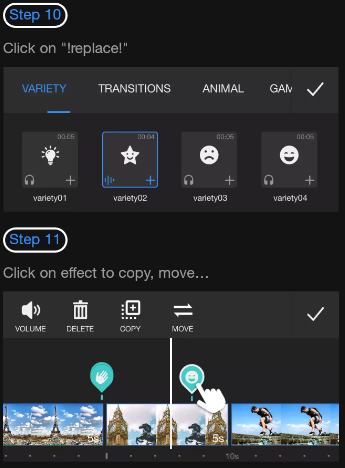 Step 10
Click on "!replace!"
VARIETY TRANSITIONS ANIMAL GAM
00:05 00:04 00:05 00:05
variety01 variety02 variety03 variety04
Step 11
Click on effect to copy, move...
VOLUME DELETE COPY MOVE
5s 5s
10s